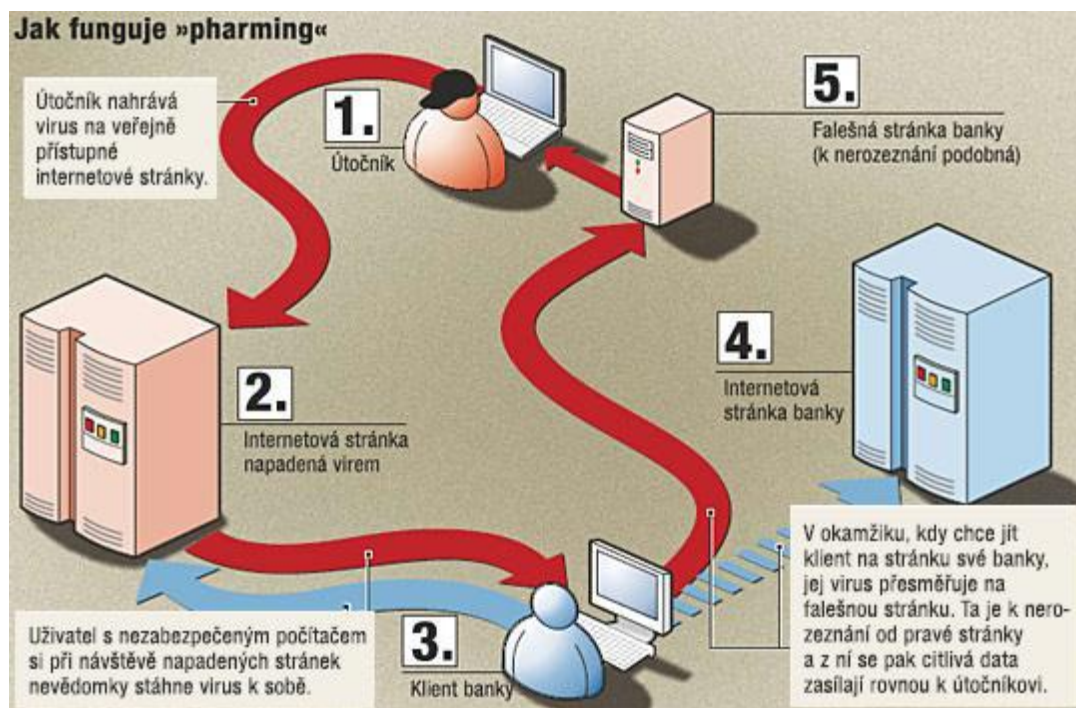 Jak funguje »pharming«
Útočník nahrává
virus na veřejně
přístupné
internetové stránky.
1.
Útočník
5.
Falešná stránka banky
(k nerozeznání podobná)
2.
Internetová stránka
napadená virem
4.
Internetová
stránka banky
Uživatel s nezabezpečeným počítačem
si při návštěvě napadených stránek
nevědomky stáhne virus k sobě.
3.
Klient banky
V okamžiku, kdy chce jít
klient na stránku své banky,
jej virus přesměruje na
falešnou stránku. Ta je k nero-
zeznání od pravé stránky
a z ní se pak citlivá data
zasílají rovnou k útočníkovi.